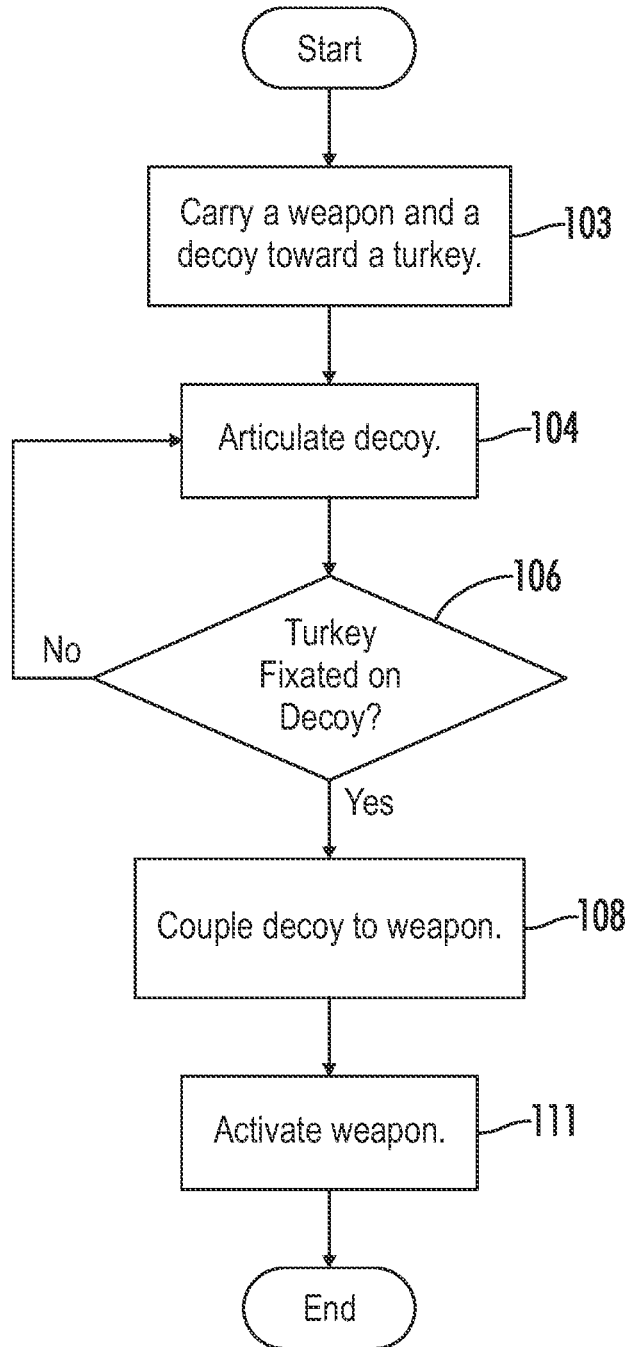 Start
Carry a weapon and a
decoy toward a turkey.
103
Articulate decoy.
104
106
Turkey
Fixated on
Decoy?
No
Yes
Couple decoy to weapon.
108
Activate weapon.
111
End